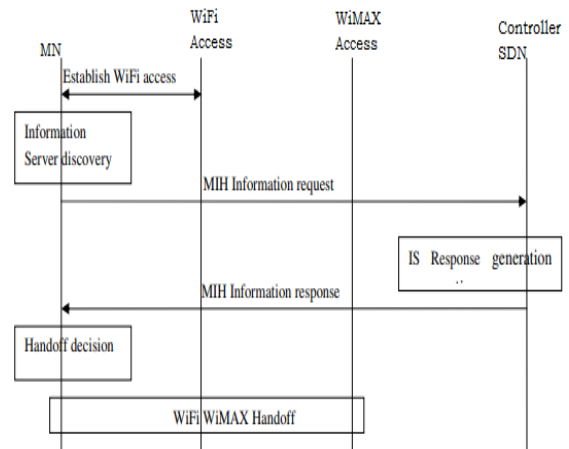 MN
WiFi
Access
WiMAX
Access
Controller
SDN
Establish WiFi access
Information
Server discovery
MIH Information request
IS Response generation
..
MIH Information response
Handoff decision
WiFi WiMAX Handoff